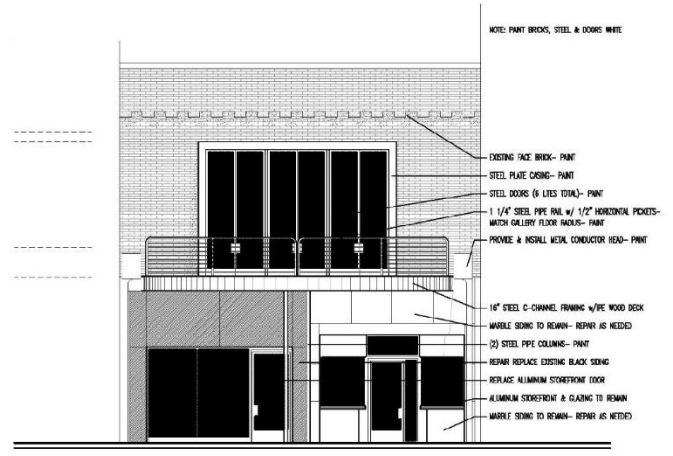 NOTE: PAINT BRICKS, STEEL & DOORS WHITE
EXISTING FACE BRICK- PAINT
STEEL PLATE CASING- PAINT
STEEL DOORS (6 LITES TOTAL)- PAINT
1 1/4" STEEL PIPE RAIL w/ 1/2" HORIZONTAL PICKETS-
MATCH GALLERY FLOOR RADIUS- PAINT
PROVIDE & INSTALL METAL CONDUCTOR HEAD- PAINT
16" STEEL C-CHANNEL FRAMING w/IPE WOOD DECK
MARBLE SIDING TO REMAIN- REPAIR AS NEEDED
(2) STEEL PIPE COLUMNS- PAINT
REPAIR REPLACE EXISTING BLACK SIDING
REPLACE ALUMINUM STOREFRONT DOOR
ALUMINUM STOREFRONT & GLAZING TO REMAIN
MARBLE SIDING TO REMAIN- REPAIR AS NEEDED